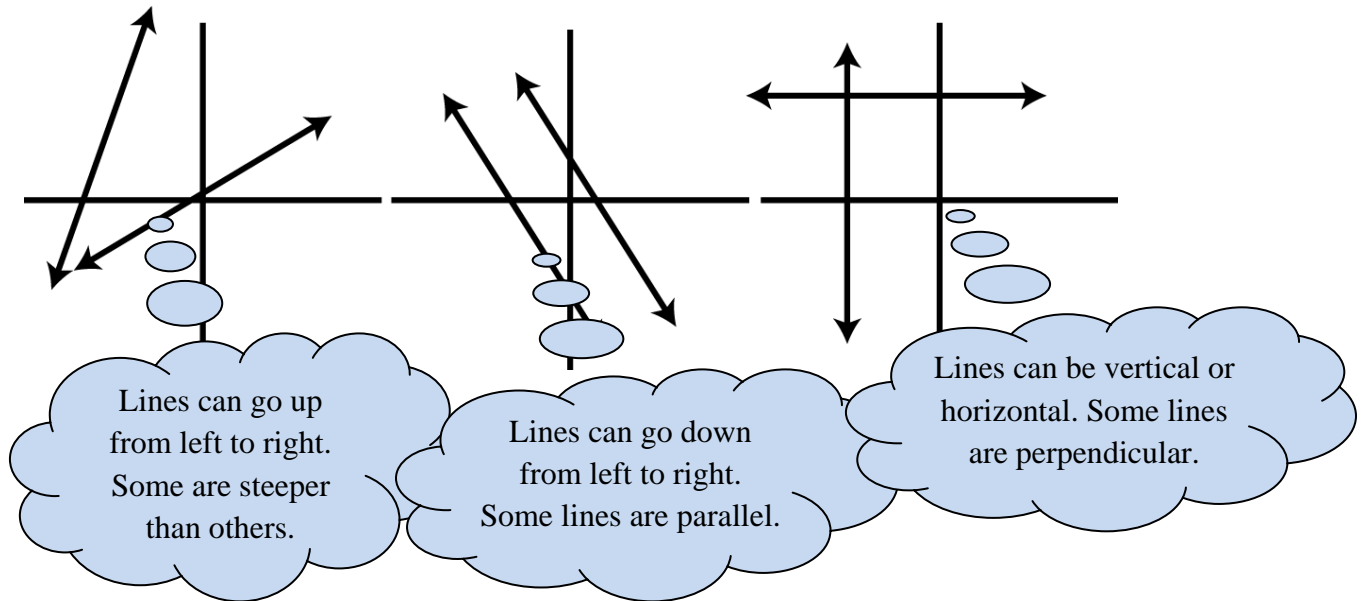 Lines can go up
from left to right.
Some are steeper
than others.
Lines can go down
from left to right.
Some lines are parallel.
Lines can be vertical or
horizontal. Some lines
are perpendicular.